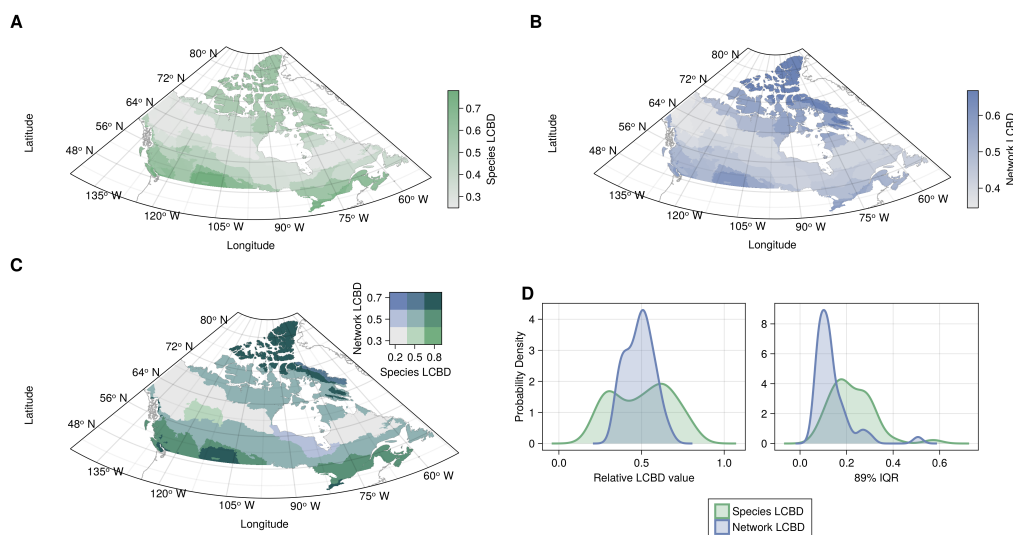 A
80° N
72° N
64° N
56° N
48° N
Latitude
135° W
120° W
105° W
90° W
75° W
60° W
Longitude
0.7
0.6
0.5
0.4
0.3
Species LCBD
B
80° N
72° N
64° N
56° N
48° N
Latitude
135° W
120° W
105° W
90° W
75° W
60° W
Longitude
0.6
0.5
0.4
Network LCBD
C
80° N
72° N
64° N
56° N
48° N
Latitude
135° W
120° W
105° W
90° W
75° W
60° W
Longitude
Network LCBD
0.7
0.5
0.3
0.2 0.5 0.8
Species LCBD
D
Probability Density
4
3
2
1
0
0.0 0.5 1.0
Relative LCBD value
8
6
4
2
0
0.0 0.2 0.4 0.6
89% IQR
Species LCBD
Network LCBD